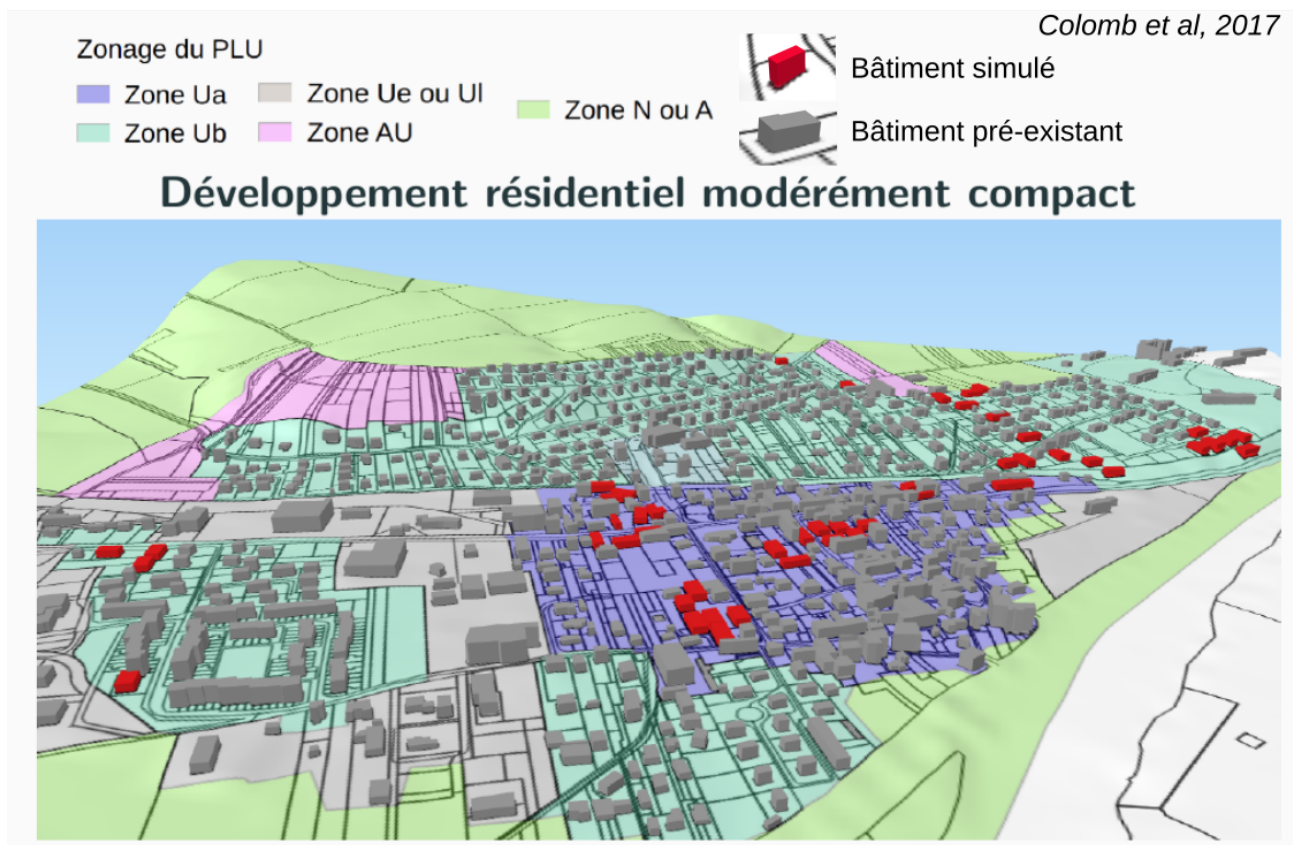 Colomb et al, 2017
Zonage du PLU
Zone Ua
Zone Ub
Zone Ue ou Ul
Zone AU
Zone N ou A
Bâtiment simulé
Bâtiment pré-existant
Développement résidentiel modérément compact